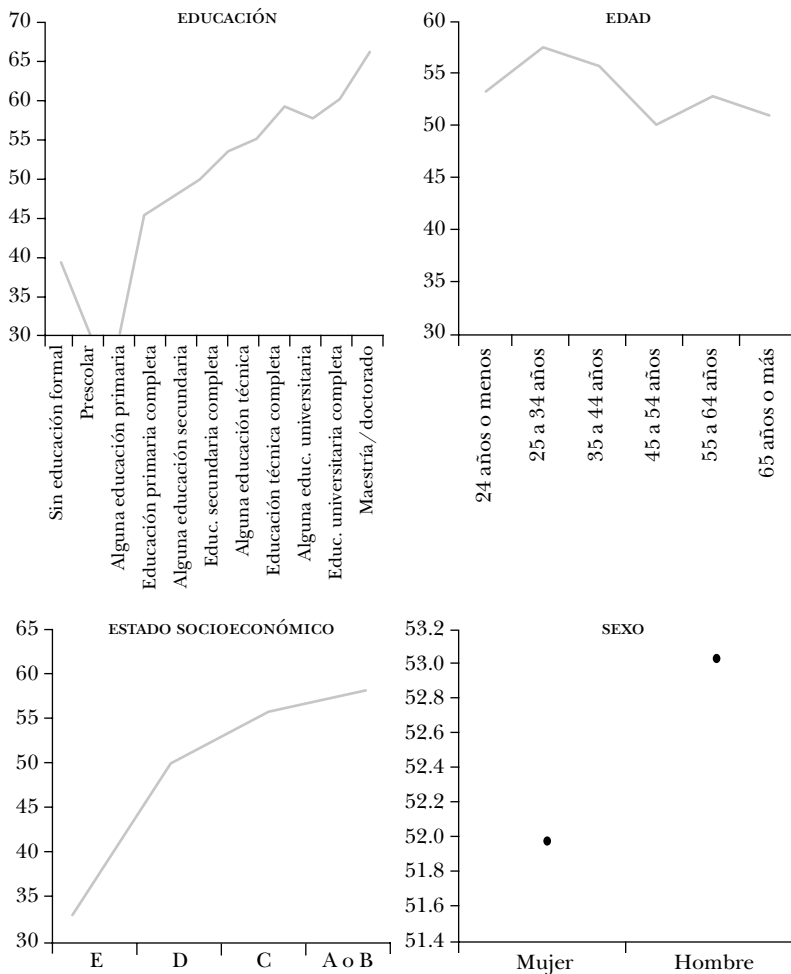 EDUCACIÓN
70
65
60
55
50
45
40
35
30
Sin educación formal
Prescolar
Alguna educación primaria
Educación primaria completa
Alguna educación secundaria
Educ. secundaria completa
Alguna educación técnica
Educación técnica completa
Alguna educ. universitaria
Educ. universitaria completa
Maestría/doctorado
EDAD
60
55
50
45
40
35
30
24 años o menos
25 a 34 años
35 a 44 años
45 a 54 años
55 a 64 años
65 años o más
ESTADO SOCIOECONÓMICO
65
60
55
50
45
40
35
30
E D C A o B
SEXO
53.2
53.0
52.8
52.6
52.4
52.2
52.0
51.8
51.6
51.4
Mujer Hombre